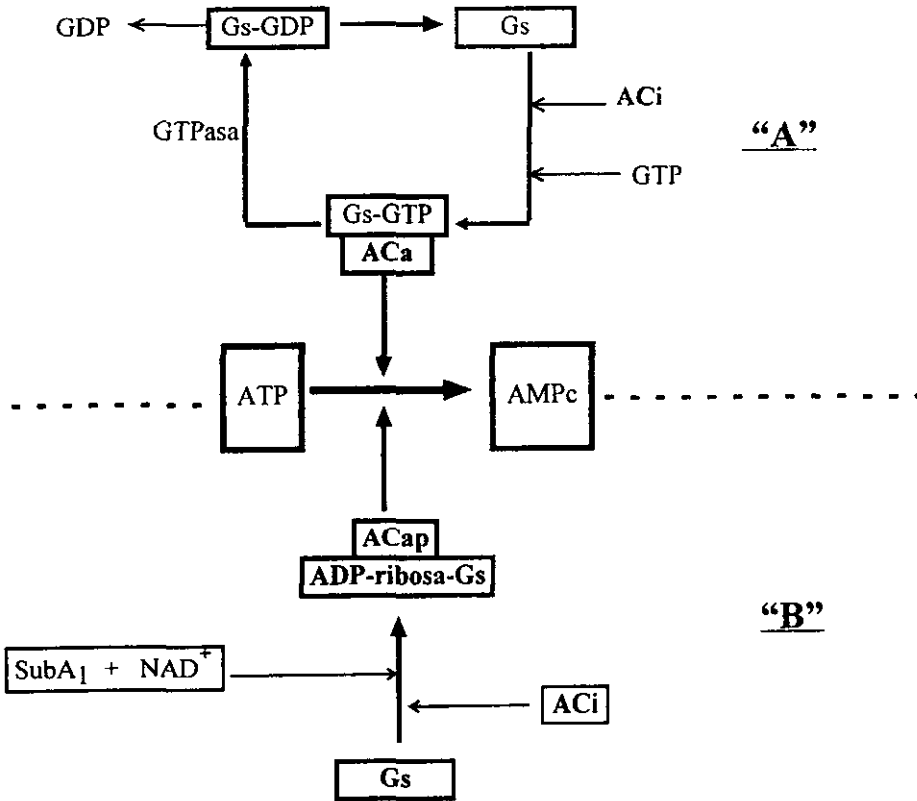 GDP
Gs-GDP
Gs
GTPasa
ACi
"A"
GTP
Gs-GTP
ACa
ATP
AMPc
ACap
ADP-ribosa-Gs
"B"
SubA1 + NAD+
ACi
Gs